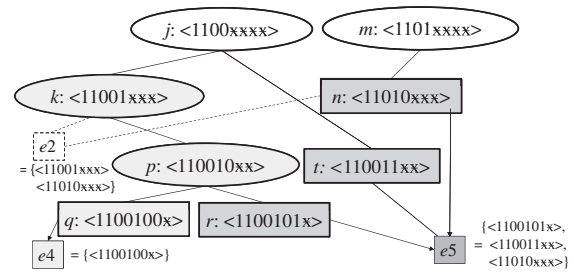 j: <1100xxxx>
m: <1101xxxx>
k: <11001xxx>
n: <11010xxx>
e2
= {<11001xxx>
<11010xxx>}
p: <110010xx>
t: <110011xx>
q: <1100100x>
r: <1100101x>
e4
= {<1100100x>}
e5
=
{<1100101x>,
<110011xx>,
<11010xxx>}